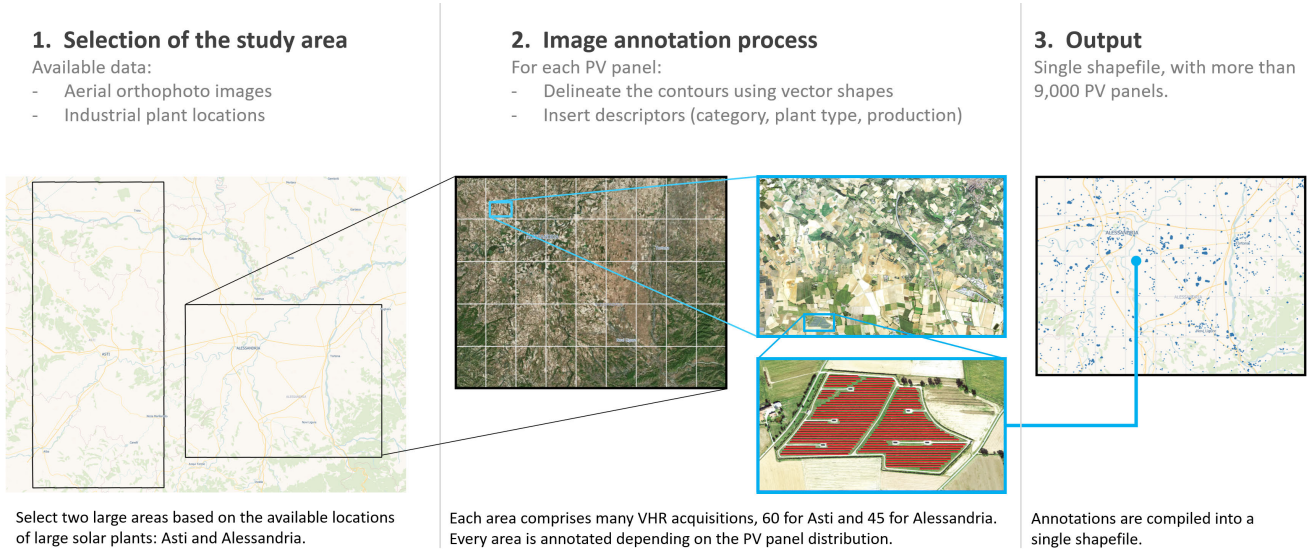 1. Selection of the study area
Available data:
- Aerial orthophoto images
- Industrial plant locations
2. Image annotation process
For each PV panel:
- Delineate the contours using vector shapes
- Insert descriptors (category, plant type, production)
3. Output
Single shapefile, with more than
9,000 PV panels.
ASTI
ALESSANDRIA
ALESSANDRIA
Select two large areas based on the available locations
of large solar plants: Asti and Alessandria.
Each area comprises many VHR acquisitions, 60 for Asti and 45 for Alessandria.
Every area is annotated depending on the PV panel distribution.
Annotations are compiled into a
single shapefile.